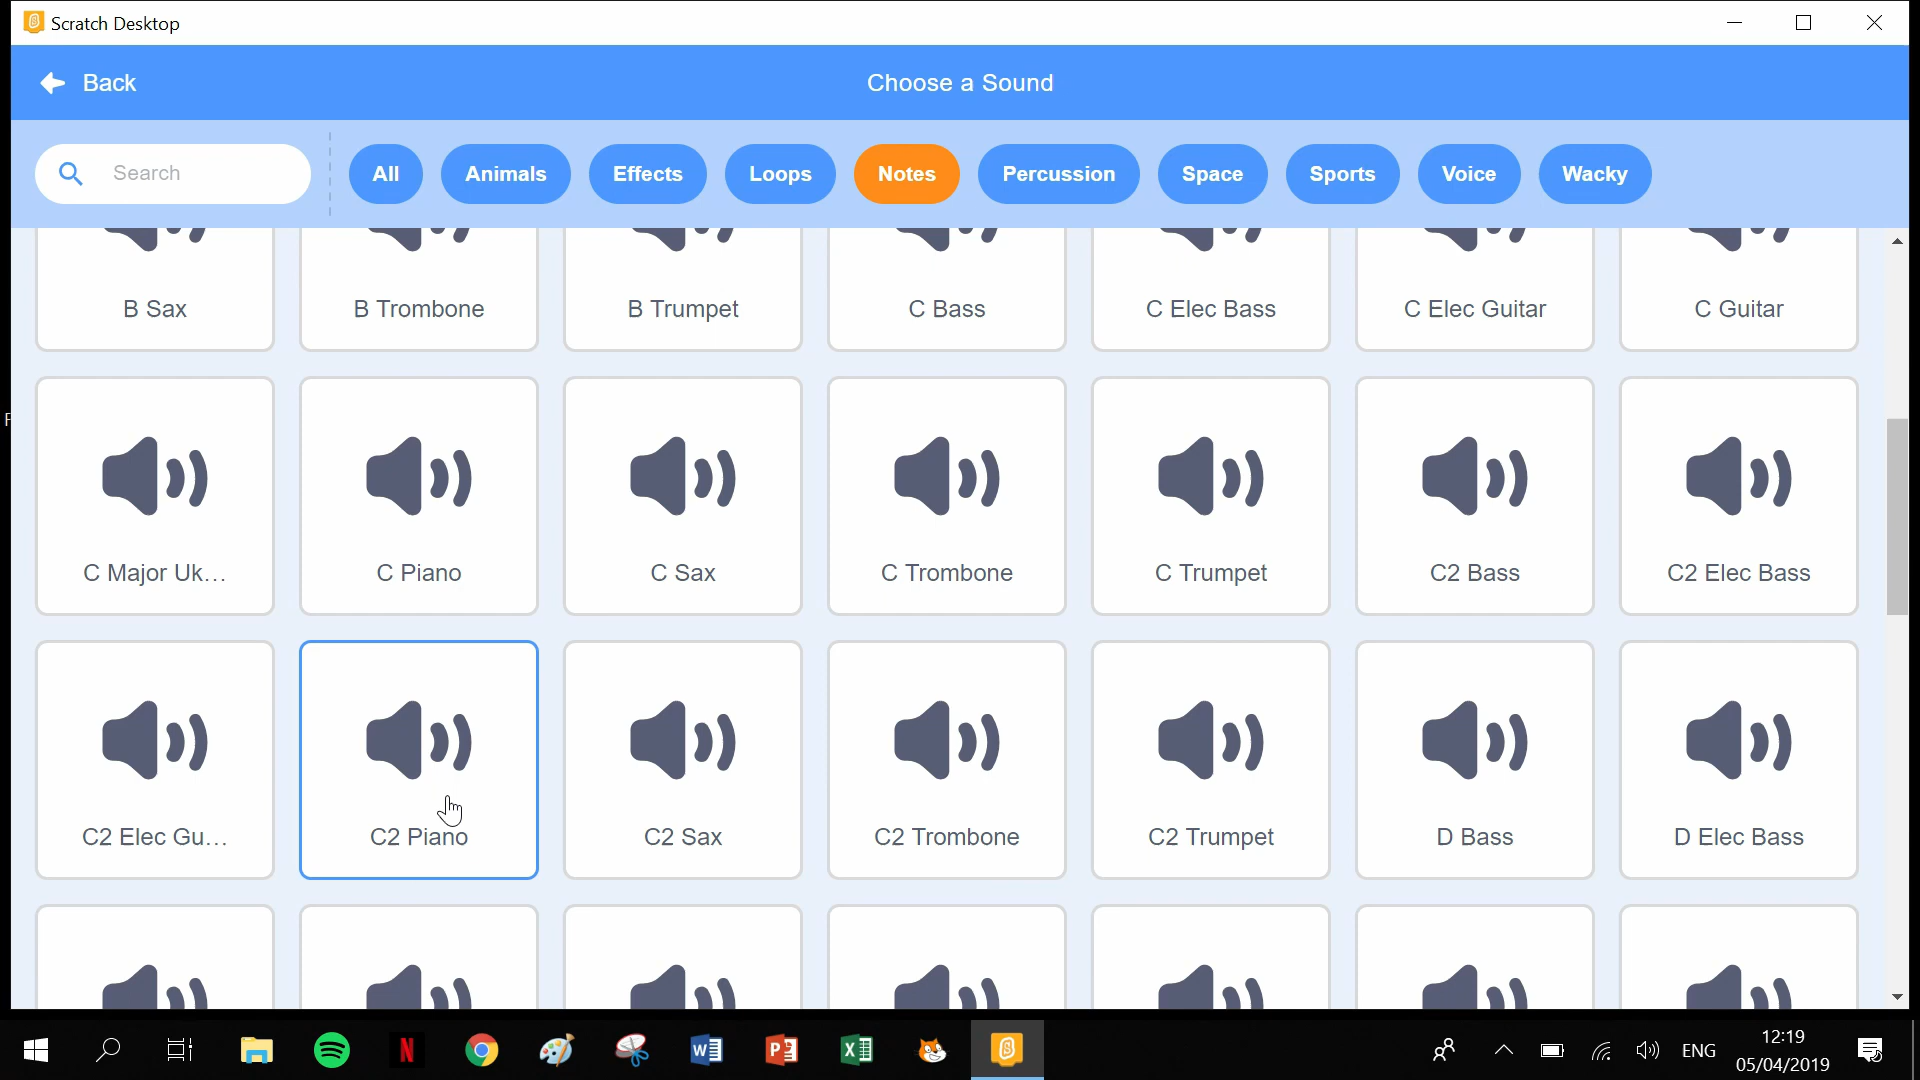 Scratch Desktop
Back
Choose a Sound
Search
All
Animals
Effects
Loops
Notes
Percussion
Space
Sports
Voice
Wacky
B Sax
B Trombone
B Trumpet
C Bass
C Elec Bass
C Elec Guitar
C Guitar
C Major Uk...
C Piano
C Sax
C Trombone
C Trumpet
C2 Bass
C2 Elec Bass
C2 Elec Gu...
C2 Piano
C2 Sax
C2 Trombone
C2 Trumpet
D Bass
D Elec Bass
ENG
12:19
05/04/2019